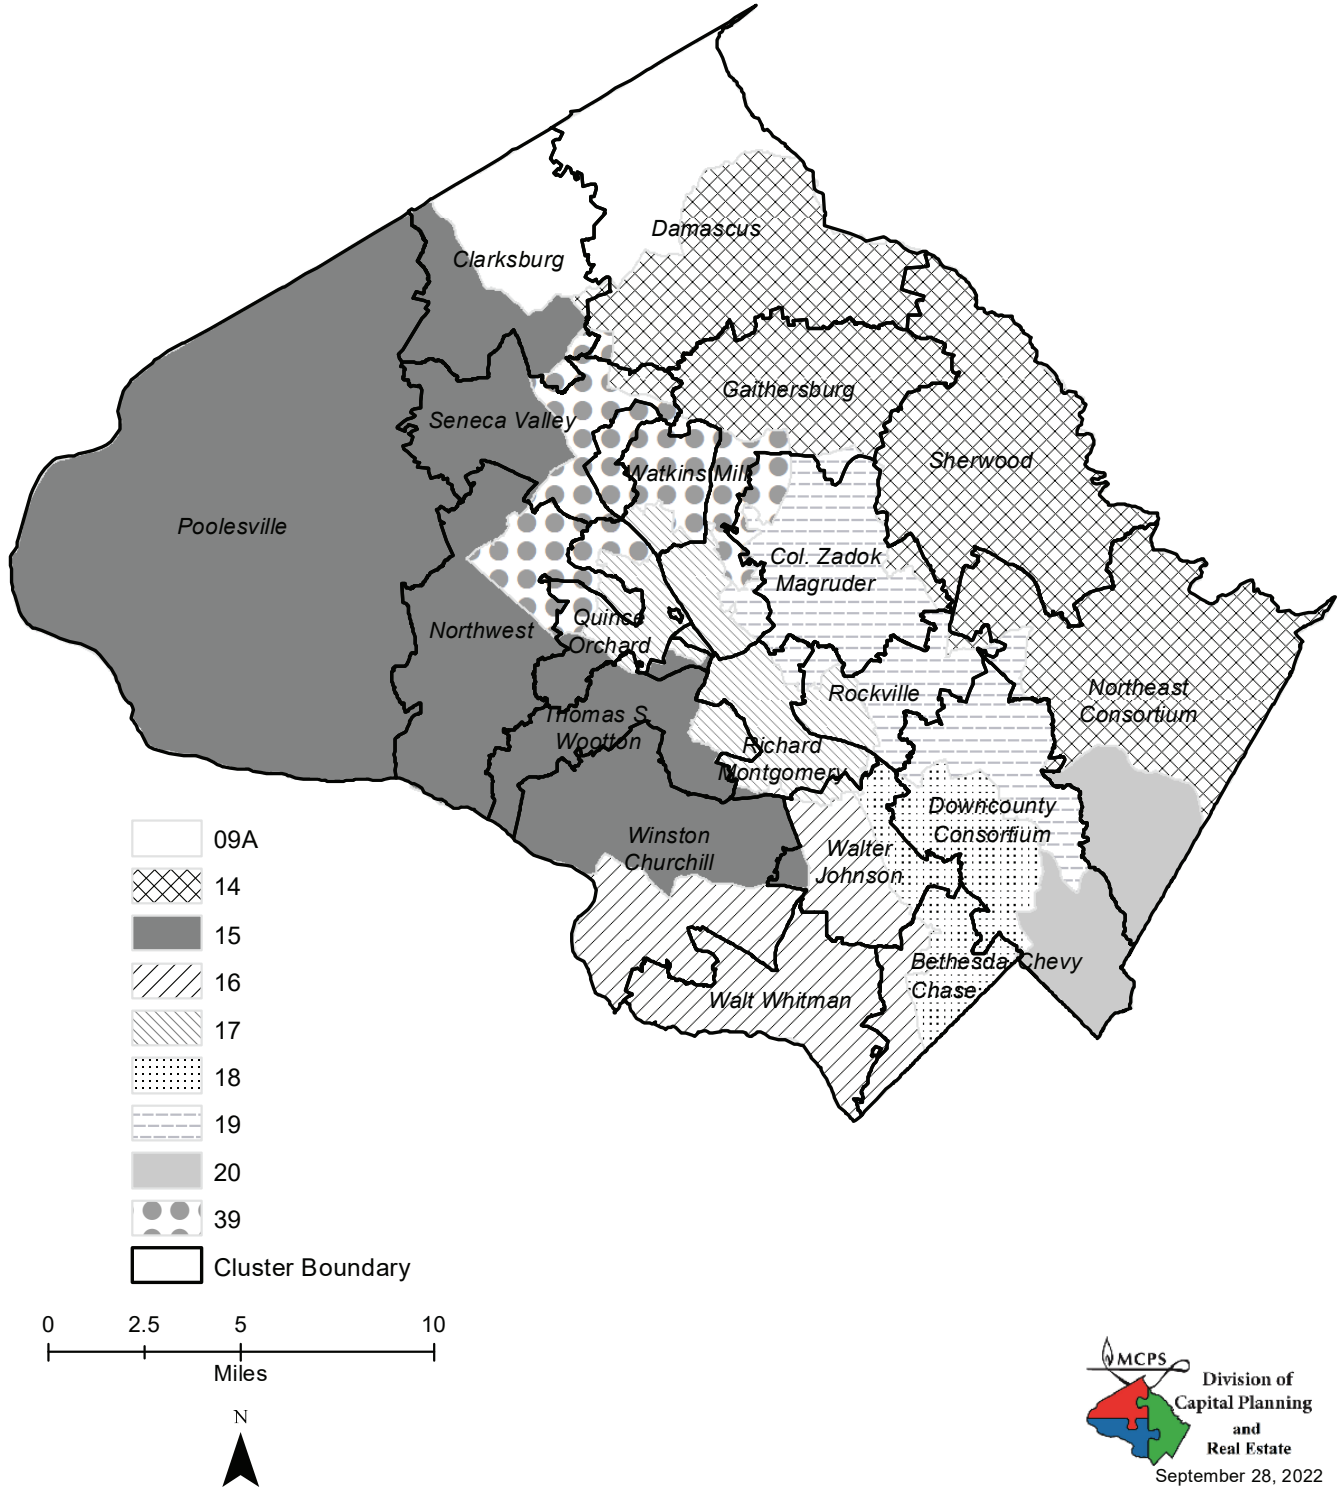 Damascus
Clarksburg
Gaithersburg
Seneca Valley
Sherwood
Watkins Mill
Poolesville
Col. Zadok
Magruder
Quince
Orchard
Northwest
Rockville
Northeast
Consortium
Thomas S.
Wootton
Richard
Montgomery
Downcounty
Consortium
Winston
Churchill
Walter
Johnson
Bethesda-Chevy
Chase
Walt Whitman
09A
14
15
16
17
18
19
20
39
Cluster Boundary
0 2.5 5 10
Miles
N
MCPS
Division of
Capital Planning
and
Real Estate
September 28, 2022